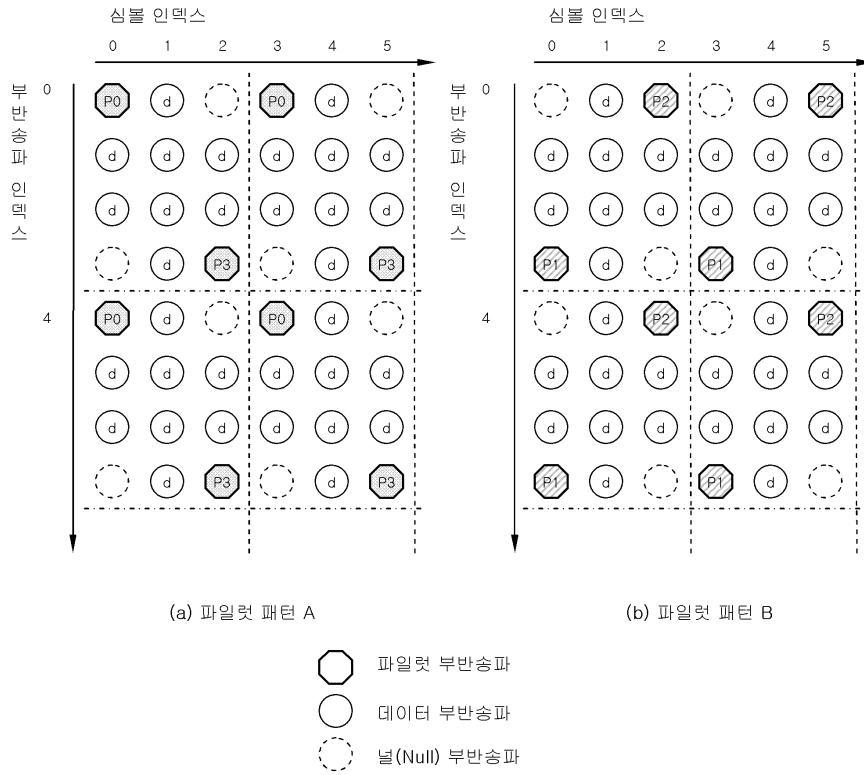 심볼 인덱스
0 1 2 3 4 5
부반송파 인덱스
0 P0 d P0 d
d d d d d d
d d d d d d
d P3 d P3
4 P0 d P0 d
d d d d d d
d d d d d d
d P3 d P3
(a) 파일럿 패턴 A
심볼 인덱스
0 1 2 3 4 5
부반송파 인덱스
0 d P2 d P2
d d d d d d
d d d d d d
P1 d P1 d
4 d P2 d P2
d d d d d d
d d d d d d
P1 d P1 d
(b) 파일럿 패턴 B
파일럿 부반송파
데이터 부반송파
널(Null) 부반송파